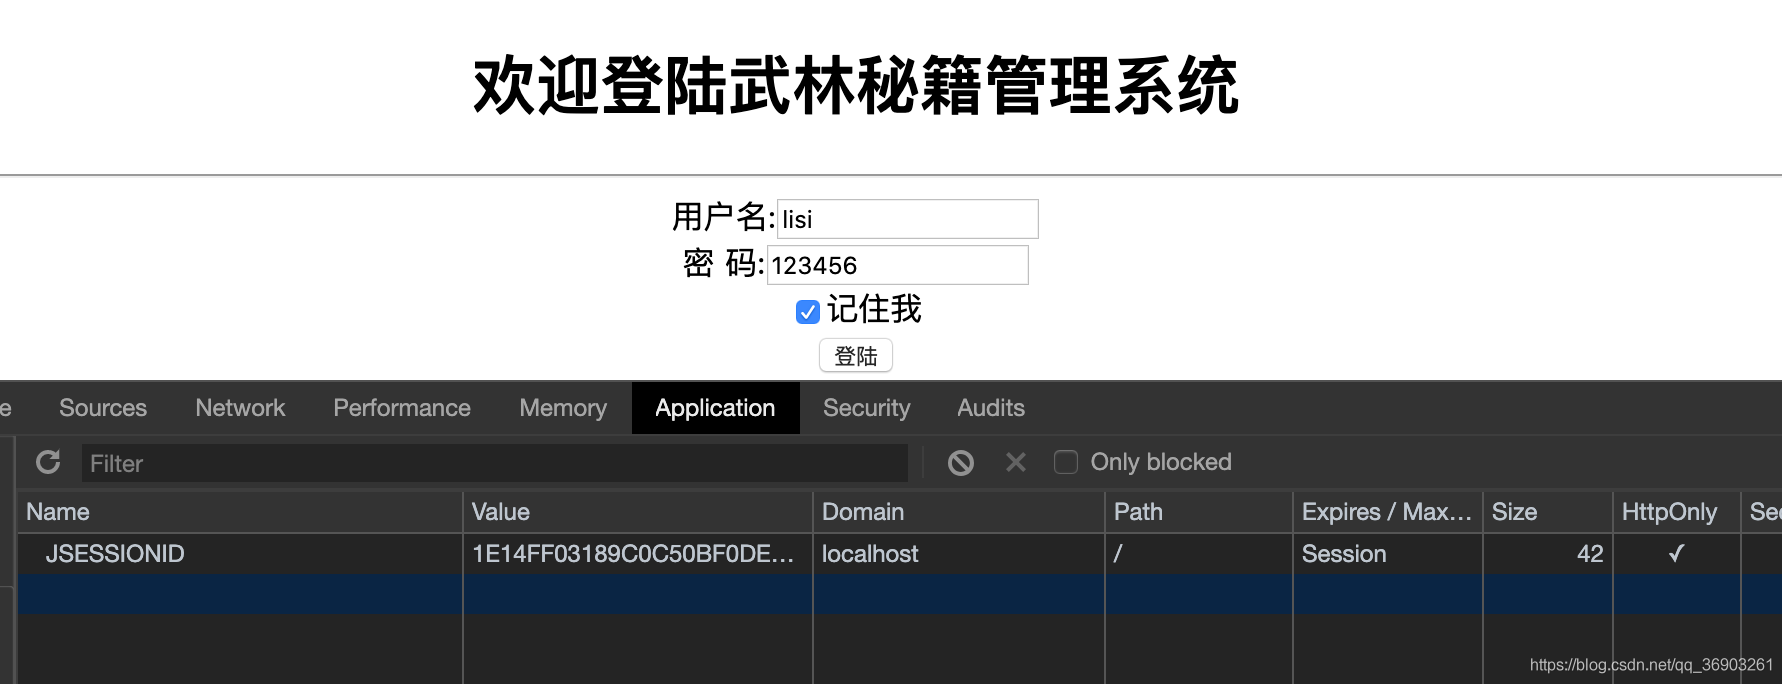 欢迎登陆武林秘籍管理系统
用户名:lisi
密 码:123456
记住我
登陆
e Sources Network Performance Memory Application Security Audits
Filter Only blocked
Name Value Domain Path Expires / Max... Size HttpOnly Sec
JSESSIONID 1E14FF03189C0C50BF0DE... localhost / Session 42 ✓
https://blog.csdn.net/qq_36903261